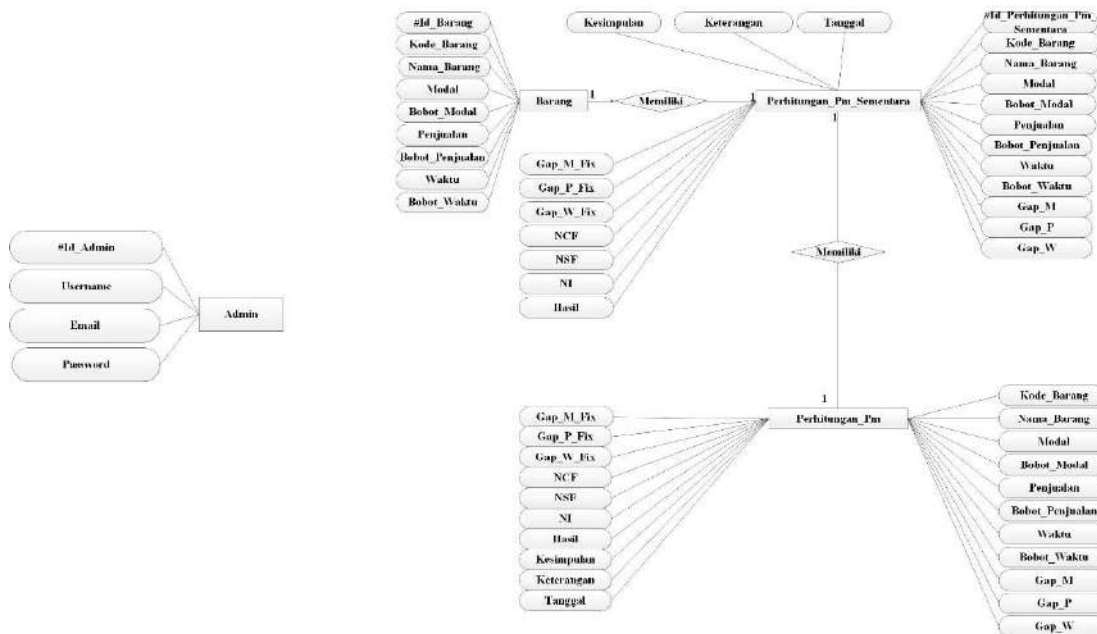 #Id_Barang
Kode_Barang
Nama_Barang
Modal
Bobot_Modal
Penjualan
Bobot_Penjualan
Waktu
Bobot_Waktu
Barang
1
Memiliki
1
Kesimpulan
Keterangan
Tanggal
Perhitungan_Pm_Sementara
1
#Id_Perhitungan_Pm_
Sementara
Kode_Barang
Nama_Barang
Modal
Bobot_Modal
Penjualan
Bobot_Penjualan
Waktu
Bobot_Waktu
Gap_M
Gap_P
Gap_W
Gap_M_Fix
Gap_P_Fix
Gap_W_Fix
NCF
NSF
NI
Hasil
Memiliki
#Id_Admin
Username
Email
Password
Admin
1
Perhitungan_Pm
Gap_M_Fix
Gap_P_Fix
Gap_W_Fix
NCF
NSF
NI
Hasil
Kesimpulan
Keterangan
Tanggal
Kode_Barang
Nama_Barang
Modal
Bobot_Modal
Penjualan
Bobot_Penjualan
Waktu
Bobot_Waktu
Gap_M
Gap_P
Gap_W